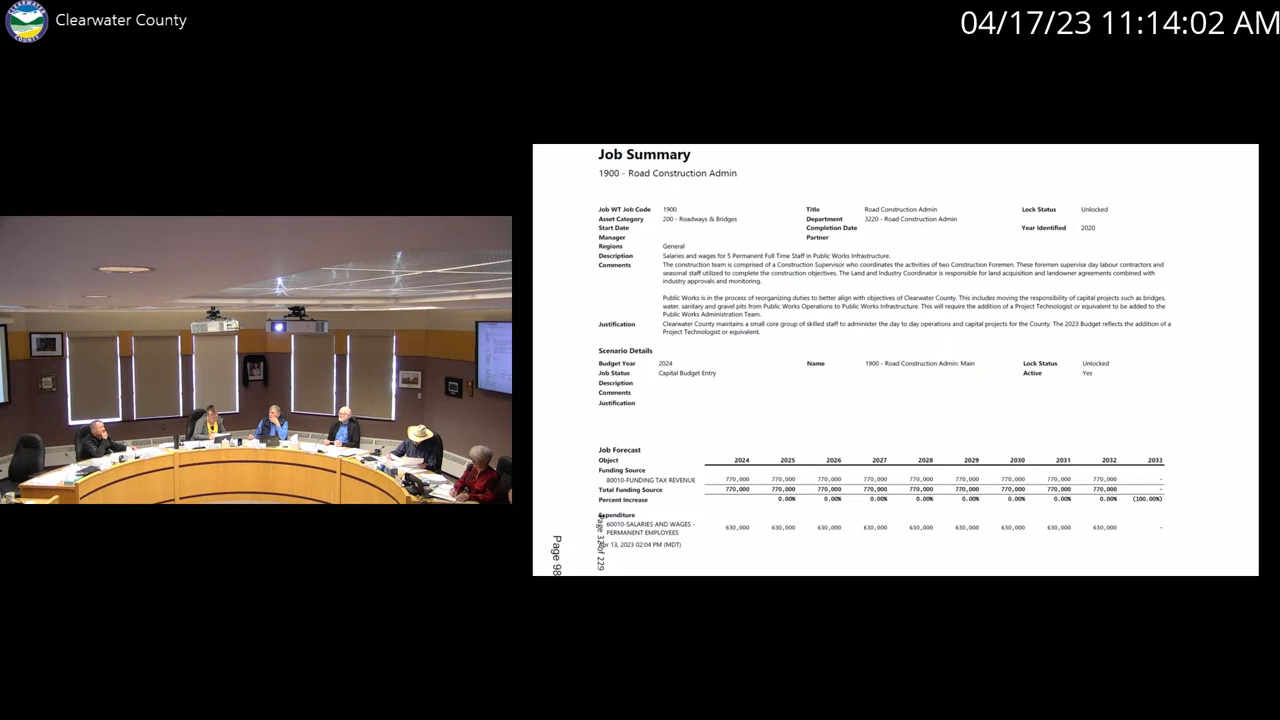 Clearwater County
04/17/23 11:14:02 AM
Job Summary
1900 - Road Construction Admin
Job WT Job Code 1900 Title Road Construction Admin Lock Status Unlocked
Asset Category 200 - Roadways & Bridges Department 3220 - Road Construction Admin
Start Date Completion Date Year Identified 2020
Manager Partner
Regions General
Description Salaries and wages for 5 Permanent Full Time Staff in Public Works Infrastructure.
Comments The construction team is comprised of a Construction Supervisor who coordinates the activities of two Construction Foremen. These foremen supervise day labour contractors and
seasonal staff utilized to complete the construction objectives. The Land and Industry Coordinator is responsible for land acquisition and landowner agreements combined with
industry approvals and monitoring.
Public Works is in the process of reorganizing duties to better align with objectives of Clearwater County. This includes moving the responsibility of capital projects such as bridges,
water, sanitary and gravel pits from Public Works Operations to Public Works Infrastructure. This will require the addition of a Project Technologist or equivalent to be added to the
Public Works Administration Team.
Justification Clearwater County maintains a small core group of skilled staff to administer the day to day operations and capital projects for the County. The 2023 Budget reflects the addition of a
Project Technologist or equivalent.
Scenario Details
Budget Year 2024 Name 1900 - Road Construction Admin: Main Lock Status Unlocked
Job Status Capital Budget Entry Active Yes
Description
Comments
Justification
Job Forecast
Object 2024 2025 2026 2027 2028 2029 2030 2031 2032 2033
Funding Source
80010-FUNDING TAX REVENUE 770,000 770,000 770,000 770,000 770,000 770,000 770,000 770,000 770,000 -
Total Funding Source 770,000 770,000 770,000 770,000 770,000 770,000 770,000 770,000 770,000 -
Percent Increase 0.00% 0.00% 0.00% 0.00% 0.00% 0.00% 0.00% 0.00% (100.00%)
Expenditure
60010-SALARIES AND WAGES -
PERMANENT EMPLOYEES 630,000 630,000 630,000 630,000 630,000 630,000 630,000 630,000 630,000 -
Apr 13, 2023 02:04 PM (MDT)
Page 32 of 229
Page 98